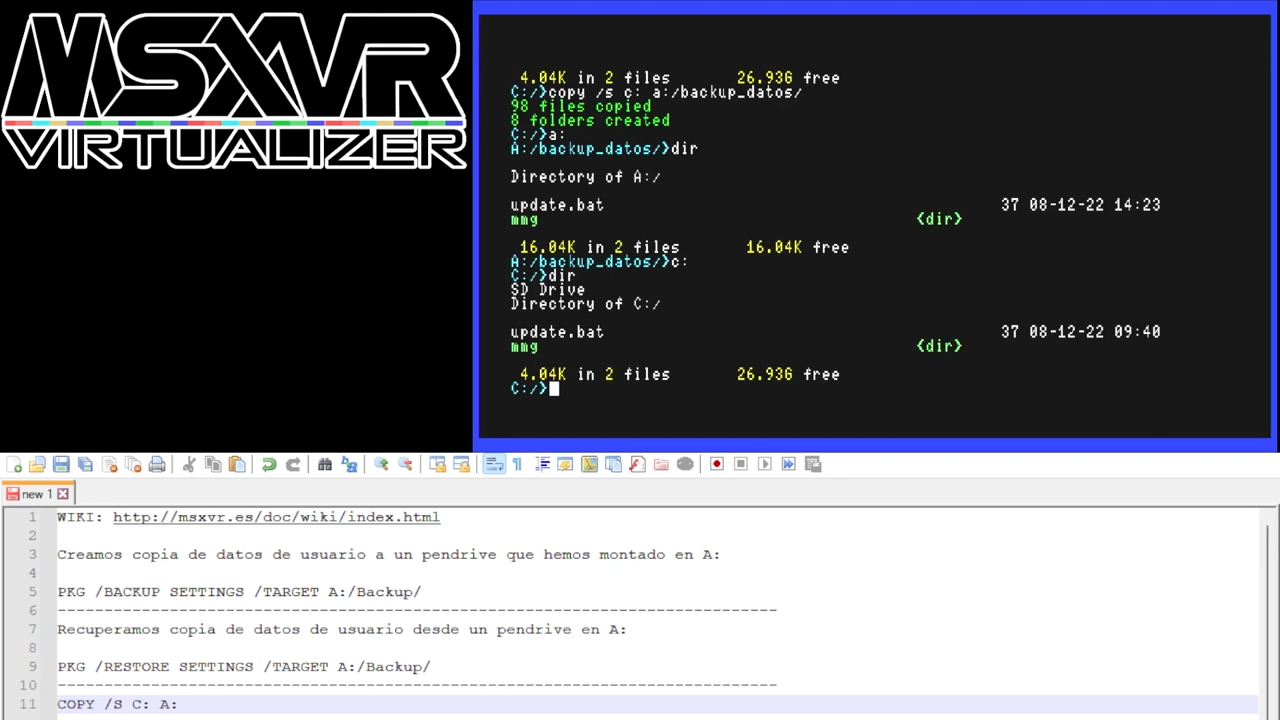 MSXVR
VIRTUALIZER
4.04K in 2 files 26.936 free
C:/>copy /s c: a:/backup_datos/
98 files copied
8 folders created
C:/>a:
A:/backup_datos/>dir
Directory of A:/
update.bat 37 08-12-22 14:23
mmg {dir}
16.04K in 2 files 16.04K free
A:/backup_datos/>c:
C:/>dir
SD Drive
Directory of C:/
update.bat 37 08-12-22 09:40
mmg {dir}
4.04K in 2 files 26.936 free
C:/>
new 1
1 WIKI: http://msxvr.es/doc/wiki/index.html
2
3 Creamos copia de datos de usuario a un pendrive que hemos montado en A:
4
5 PKG /BACKUP SETTINGS /TARGET A:/Backup/
6 -----------------------------------------------------------------------------
7 Recuperamos copia de datos de usuario desde un pendrive en A:
8
9 PKG /RESTORE SETTINGS /TARGET A:/Backup/
10 -----------------------------------------------------------------------------
11 COPY /S C: A: